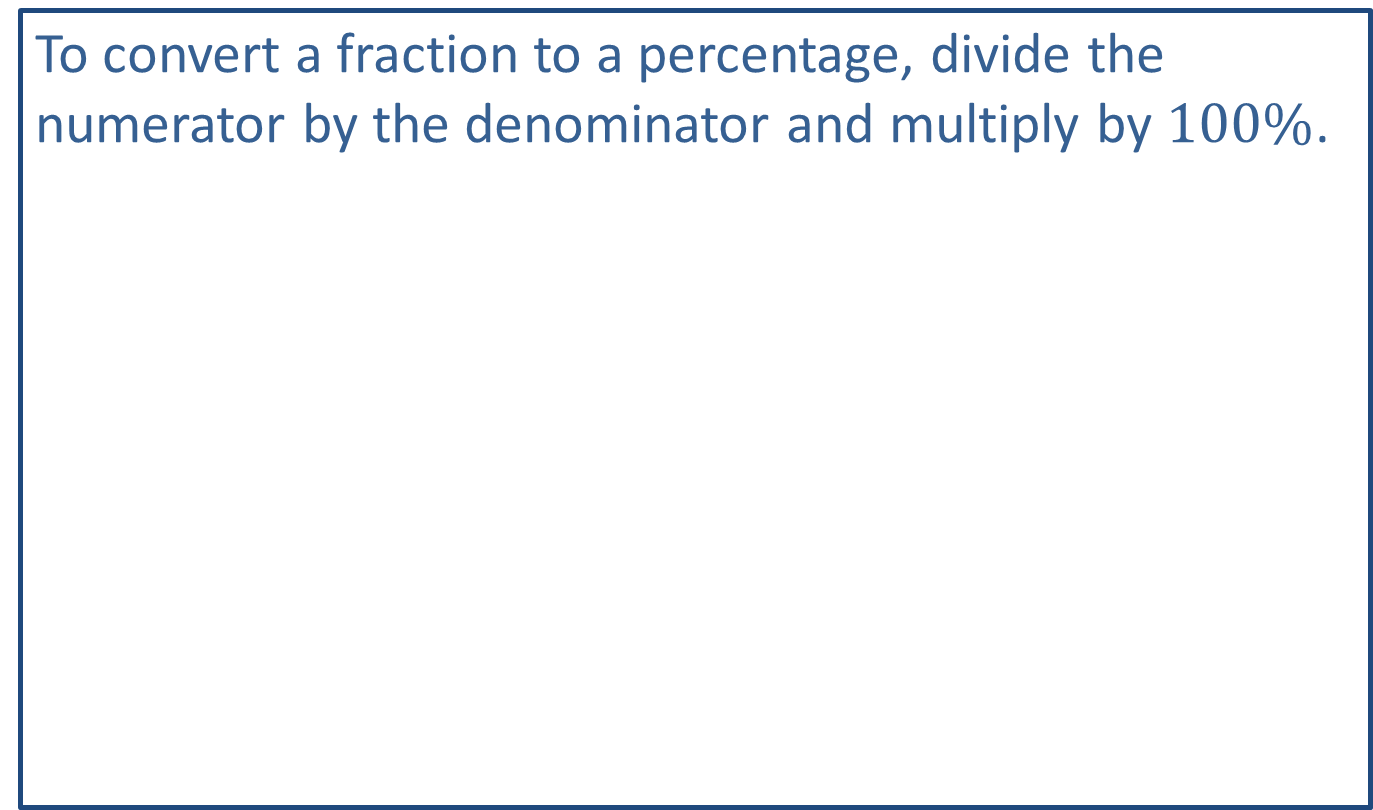 To convert a fraction to a percentage, divide the
numerator by the denominator and multiply by 100%.